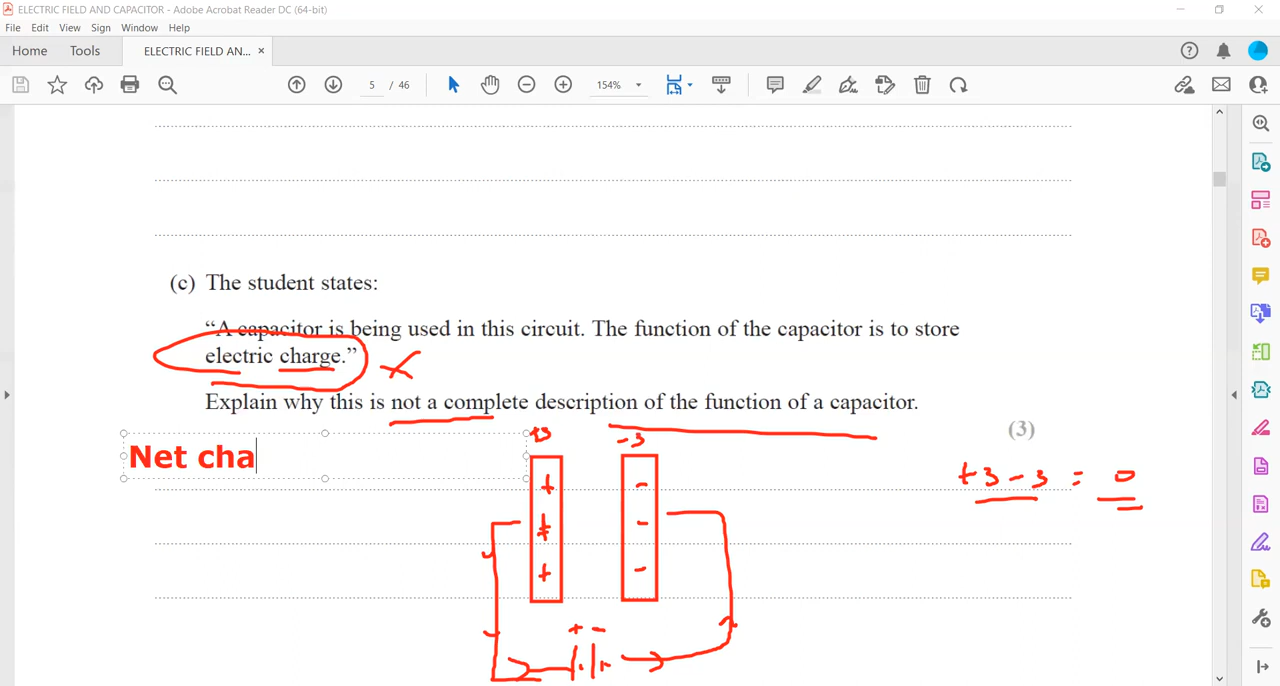 ELECTRIC FIELD AND CAPACITOR - Adobe Acrobat Reader DC (64-bit)
File Edit View Sign Window Help
Home Tools ELECTRIC FIELD AN... ×
5 / 46 154%
(c) The student states:
“A capacitor is being used in this circuit. The function of the capacitor is to store
electric charge.”
Explain why this is not a complete description of the function of a capacitor.
(3)
-3
Net cha
+3 - 3 = 0
+ -
+ -
+ -
+ -